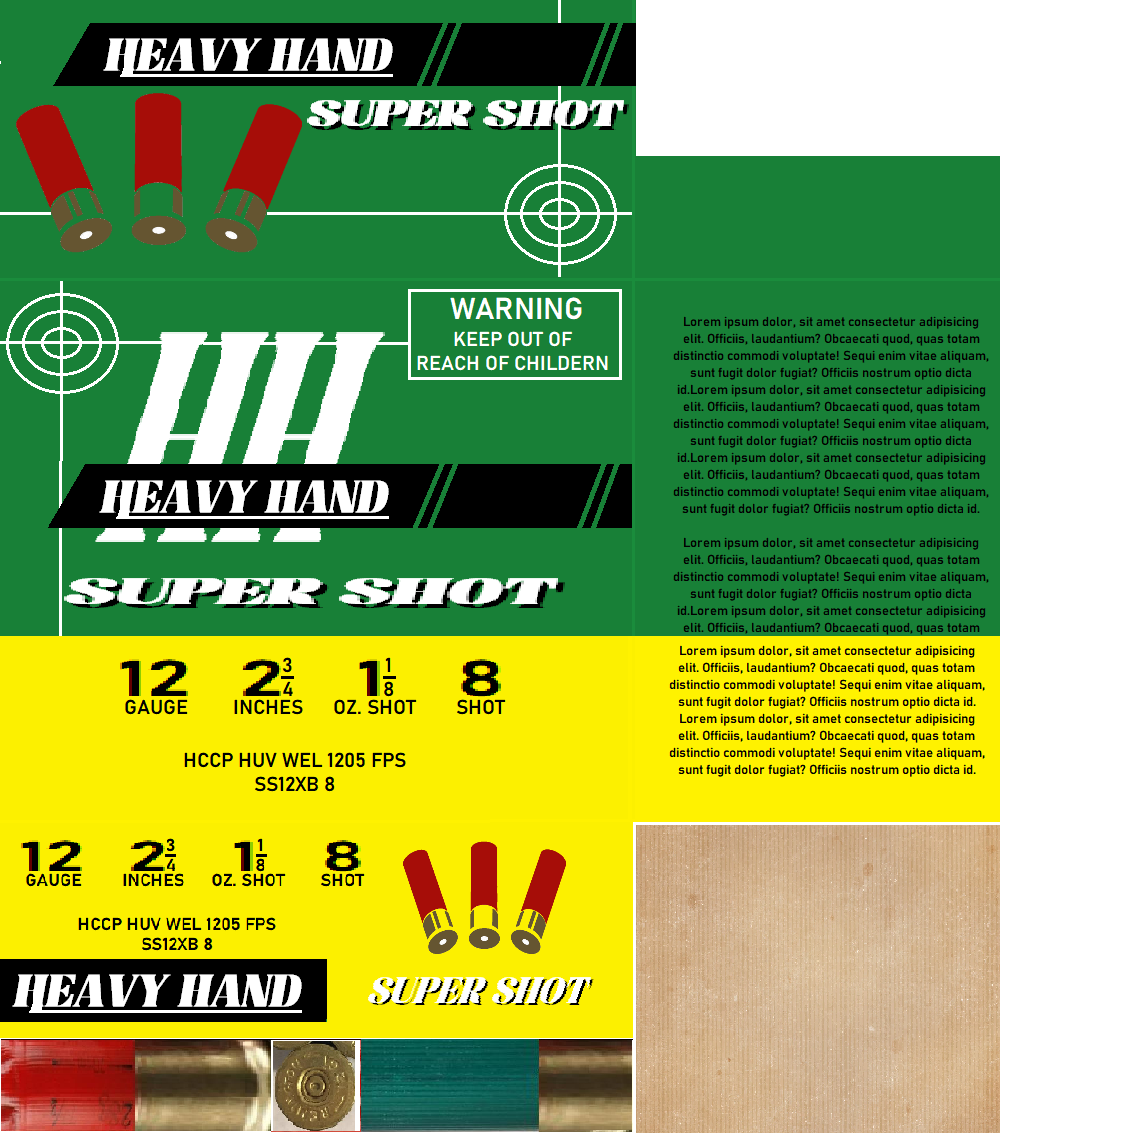 HEAVY HAND
SUPER SHOT
WARNING
KEEP OUT OF
REACH OF CHILDERN
HH
HEAVY HAND
SUPER SHOT
Lorem ipsum dolor, sit amet consectetur adipisicing
elit. Officiis, laudantium? Obcaecati quod, quas totam
distinctio commodi voluptate! Sequi enim vitae aliquam,
sunt fugit dolor fugiat? Officiis nostrum optio dicta
id.Lorem ipsum dolor, sit amet consectetur adipisicing
elit. Officiis, laudantium? Obcaecati quod, quas totam
distinctio commodi voluptate! Sequi enim vitae aliquam,
sunt fugit dolor fugiat? Officiis nostrum optio dicta
id.Lorem ipsum dolor, sit amet consectetur adipisicing
elit. Officiis, laudantium? Obcaecati quod, quas totam
distinctio commodi voluptate! Sequi enim vitae aliquam,
sunt fugit dolor fugiat? Officiis nostrum optio dicta id.
Lorem ipsum dolor, sit amet consectetur adipisicing
elit. Officiis, laudantium? Obcaecati quod, quas totam
distinctio commodi voluptate! Sequi enim vitae aliquam,
sunt fugit dolor fugiat? Officiis nostrum optio dicta
id.Lorem ipsum dolor, sit amet consectetur adipisicing
elit. Officiis, laudantium? Obcaecati quod, quas totam
12 2 3/4 1 1/8 8
GAUGE INCHES OZ. SHOT SHOT
HCCP HUV WEL 1205 FPS
SS12XB 8
Lorem ipsum dolor, sit amet consectetur adipisicing
elit. Officiis, laudantium? Obcaecati quod, quas totam
distinctio commodi voluptate! Sequi enim vitae aliquam,
sunt fugit dolor fugiat? Officiis nostrum optio dicta id.
Lorem ipsum dolor, sit amet consectetur adipisicing
elit. Officiis, laudantium? Obcaecati quod, quas totam
distinctio commodi voluptate! Sequi enim vitae aliquam,
sunt fugit dolor fugiat? Officiis nostrum optio dicta id.
12 2 3/4 1 1/8 8
GAUGE INCHES OZ. SHOT SHOT
HCCP HUV WEL 1205 FPS
SS12XB 8
HEAVY HAND
SUPER SHOT